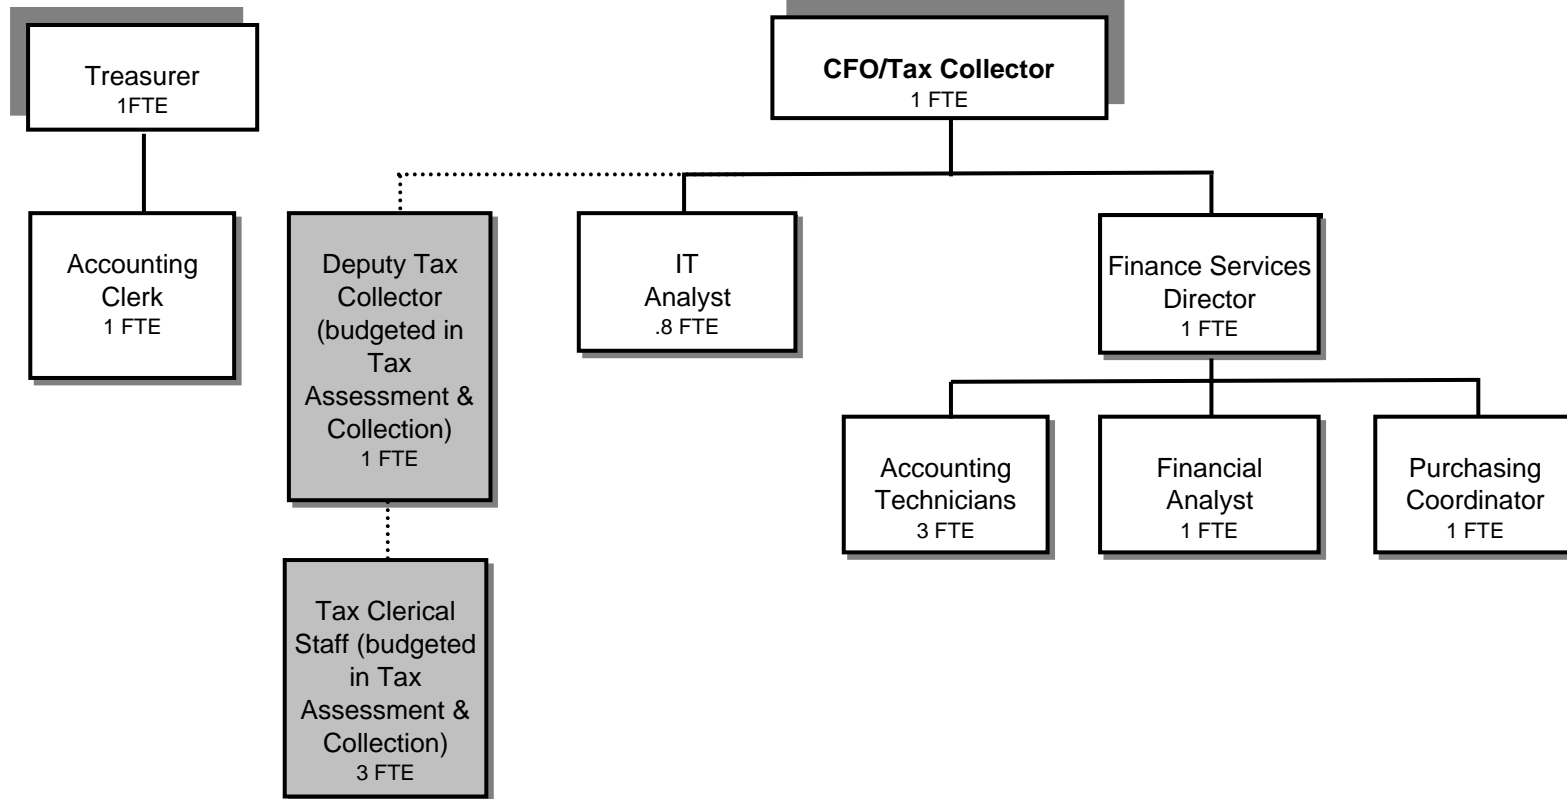 Treasurer
1FTE
CFO/Tax Collector
1 FTE
Accounting
Clerk
1 FTE
Deputy Tax
Collector
(budgeted in
Tax
Assessment &
Collection)
1 FTE
IT
Analyst
.8 FTE
Finance Services
Director
1 FTE
Accounting
Technicians
3 FTE
Financial
Analyst
1 FTE
Purchasing
Coordinator
1 FTE
Tax Clerical
Staff (budgeted
in Tax
Assessment &
Collection)
3 FTE